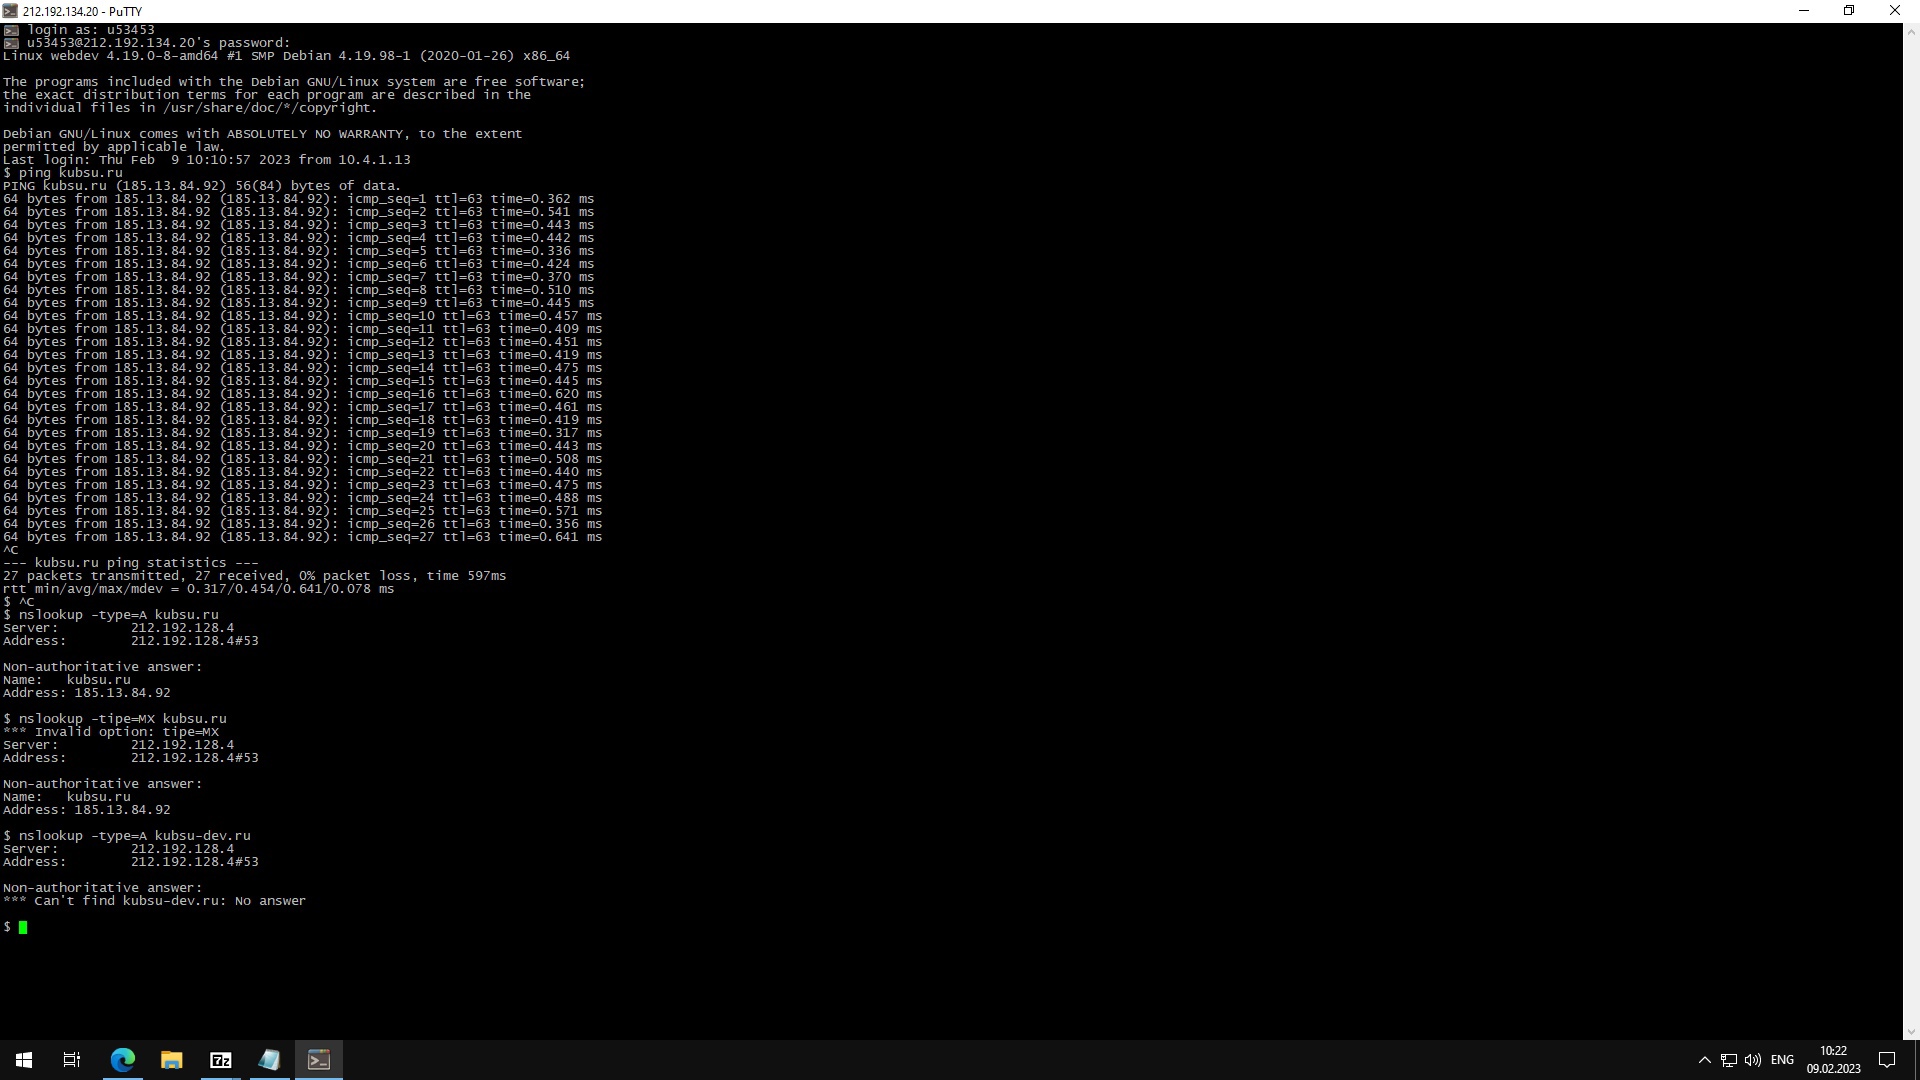 212.192.134.20 - PuTTY
login as: u53453
u53453@212.192.134.20's password:
Linux webdev 4.19.0-8-amd64 #1 SMP Debian 4.19.98-1 (2020-01-26) x86_64
The programs included with the Debian GNU/Linux system are free software;
the exact distribution terms for each program are described in the
individual files in /usr/share/doc/*/copyright.
Debian GNU/Linux comes with ABSOLUTELY NO WARRANTY, to the extent
permitted by applicable law.
Last login: Thu Feb  9 10:10:57 2023 from 10.4.1.13
$ ping kubsu.ru
PING kubsu.ru (185.13.84.92) 56(84) bytes of data.
64 bytes from 185.13.84.92 (185.13.84.92): icmp_seq=1 ttl=63 time=0.362 ms
64 bytes from 185.13.84.92 (185.13.84.92): icmp_seq=2 ttl=63 time=0.541 ms
64 bytes from 185.13.84.92 (185.13.84.92): icmp_seq=3 ttl=63 time=0.443 ms
64 bytes from 185.13.84.92 (185.13.84.92): icmp_seq=4 ttl=63 time=0.442 ms
64 bytes from 185.13.84.92 (185.13.84.92): icmp_seq=5 ttl=63 time=0.336 ms
64 bytes from 185.13.84.92 (185.13.84.92): icmp_seq=6 ttl=63 time=0.424 ms
64 bytes from 185.13.84.92 (185.13.84.92): icmp_seq=7 ttl=63 time=0.370 ms
64 bytes from 185.13.84.92 (185.13.84.92): icmp_seq=8 ttl=63 time=0.510 ms
64 bytes from 185.13.84.92 (185.13.84.92): icmp_seq=9 ttl=63 time=0.445 ms
64 bytes from 185.13.84.92 (185.13.84.92): icmp_seq=10 ttl=63 time=0.457 ms
64 bytes from 185.13.84.92 (185.13.84.92): icmp_seq=11 ttl=63 time=0.409 ms
64 bytes from 185.13.84.92 (185.13.84.92): icmp_seq=12 ttl=63 time=0.451 ms
64 bytes from 185.13.84.92 (185.13.84.92): icmp_seq=13 ttl=63 time=0.419 ms
64 bytes from 185.13.84.92 (185.13.84.92): icmp_seq=14 ttl=63 time=0.475 ms
64 bytes from 185.13.84.92 (185.13.84.92): icmp_seq=15 ttl=63 time=0.445 ms
64 bytes from 185.13.84.92 (185.13.84.92): icmp_seq=16 ttl=63 time=0.620 ms
64 bytes from 185.13.84.92 (185.13.84.92): icmp_seq=17 ttl=63 time=0.461 ms
64 bytes from 185.13.84.92 (185.13.84.92): icmp_seq=18 ttl=63 time=0.419 ms
64 bytes from 185.13.84.92 (185.13.84.92): icmp_seq=19 ttl=63 time=0.317 ms
64 bytes from 185.13.84.92 (185.13.84.92): icmp_seq=20 ttl=63 time=0.443 ms
64 bytes from 185.13.84.92 (185.13.84.92): icmp_seq=21 ttl=63 time=0.508 ms
64 bytes from 185.13.84.92 (185.13.84.92): icmp_seq=22 ttl=63 time=0.440 ms
64 bytes from 185.13.84.92 (185.13.84.92): icmp_seq=23 ttl=63 time=0.475 ms
64 bytes from 185.13.84.92 (185.13.84.92): icmp_seq=24 ttl=63 time=0.488 ms
64 bytes from 185.13.84.92 (185.13.84.92): icmp_seq=25 ttl=63 time=0.571 ms
64 bytes from 185.13.84.92 (185.13.84.92): icmp_seq=26 ttl=63 time=0.356 ms
64 bytes from 185.13.84.92 (185.13.84.92): icmp_seq=27 ttl=63 time=0.641 ms
^C
--- kubsu.ru ping statistics ---
27 packets transmitted, 27 received, 0% packet loss, time 597ms
rtt min/avg/max/mdev = 0.317/0.454/0.641/0.078 ms
$ ^C
$ nslookup -type=A kubsu.ru
Server:         212.192.128.4
Address:        212.192.128.4#53
Non-authoritative answer:
Name:   kubsu.ru
Address: 185.13.84.92
$ nslookup -tipe=MX kubsu.ru
*** Invalid option: tipe=MX
Server:         212.192.128.4
Address:        212.192.128.4#53
Non-authoritative answer:
Name:   kubsu.ru
Address: 185.13.84.92
$ nslookup -type=A kubsu-dev.ru
Server:         212.192.128.4
Address:        212.192.128.4#53
Non-authoritative answer:
*** Can't find kubsu-dev.ru: No answer
$
7z
ENG
10:22
09.02.2023